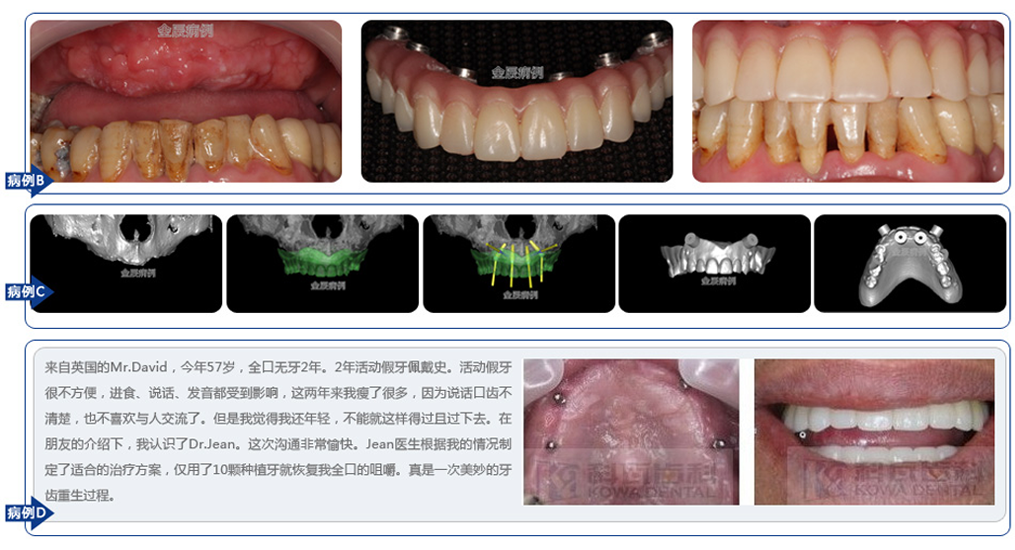 金辰病例
金辰病例
病例B
金辰病例
金辰病例
金辰病例
金辰病例
病例C
来自英国的Mr.David，今年57岁，全口无牙2年。2年活动假牙佩戴史。活动假牙
很不方便，进食、说话、发音都受到影响，这两年来我瘦了很多，因为说话口齿不
清楚，也不喜欢与人交流了。但是我觉得我还年轻，不能就这样得过且过下去。在
朋友的介绍下，我认识了Dr.Jean。这次沟通非常愉快。Jean医生根据我的情况制
定了适合的治疗方案，仅用了10颗种植牙就恢复我全口的咀嚼。真是一次美妙的牙
齿重生过程。
KOWA DENTAL
KOWA DENTAL
病例D